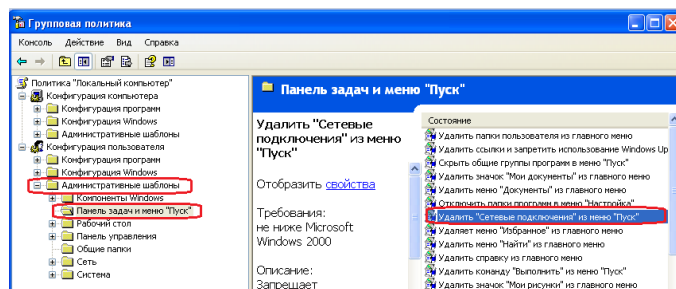 Групповая политика
Консоль Действие Вид Справка
Политика "Локальный компьютер"
Конфигурация компьютера
Конфигурация программ
Конфигурация Windows
Административные шаблоны
Конфигурация пользователя
Конфигурация программ
Конфигурация Windows
Административные шаблоны
Компоненты Windows
Панель задач и меню "Пуск"
Рабочий стол
Панель управления
Общие папки
Сеть
Система
Панель задач и меню "Пуск"
Удалить "Сетевые
подключения" из меню
"Пуск"
Отобразить свойства
Требования:
не ниже Microsoft
Windows 2000
Описание:
Запрещает
Состояние
Удалить папки пользователя из главного меню
Удалить ссылки и запретить использование Windows Up
Скрыть общие группы программ в меню "Пуск"
Удалить значок "Мои документы" из главного меню
Удалить меню "Документы" из главного меню
Отключить папки программ в меню "Настройка"
Удалить "Сетевые подключения" из меню "Пуск"
Удаляет меню "Избранное" из главного меню
Удалить меню "Найти" из главного меню
Удалить справку из главного меню
Удалить команду "Выполнить" из меню "Пуск"
Удалить значок "Мои рисунки" из главного меню